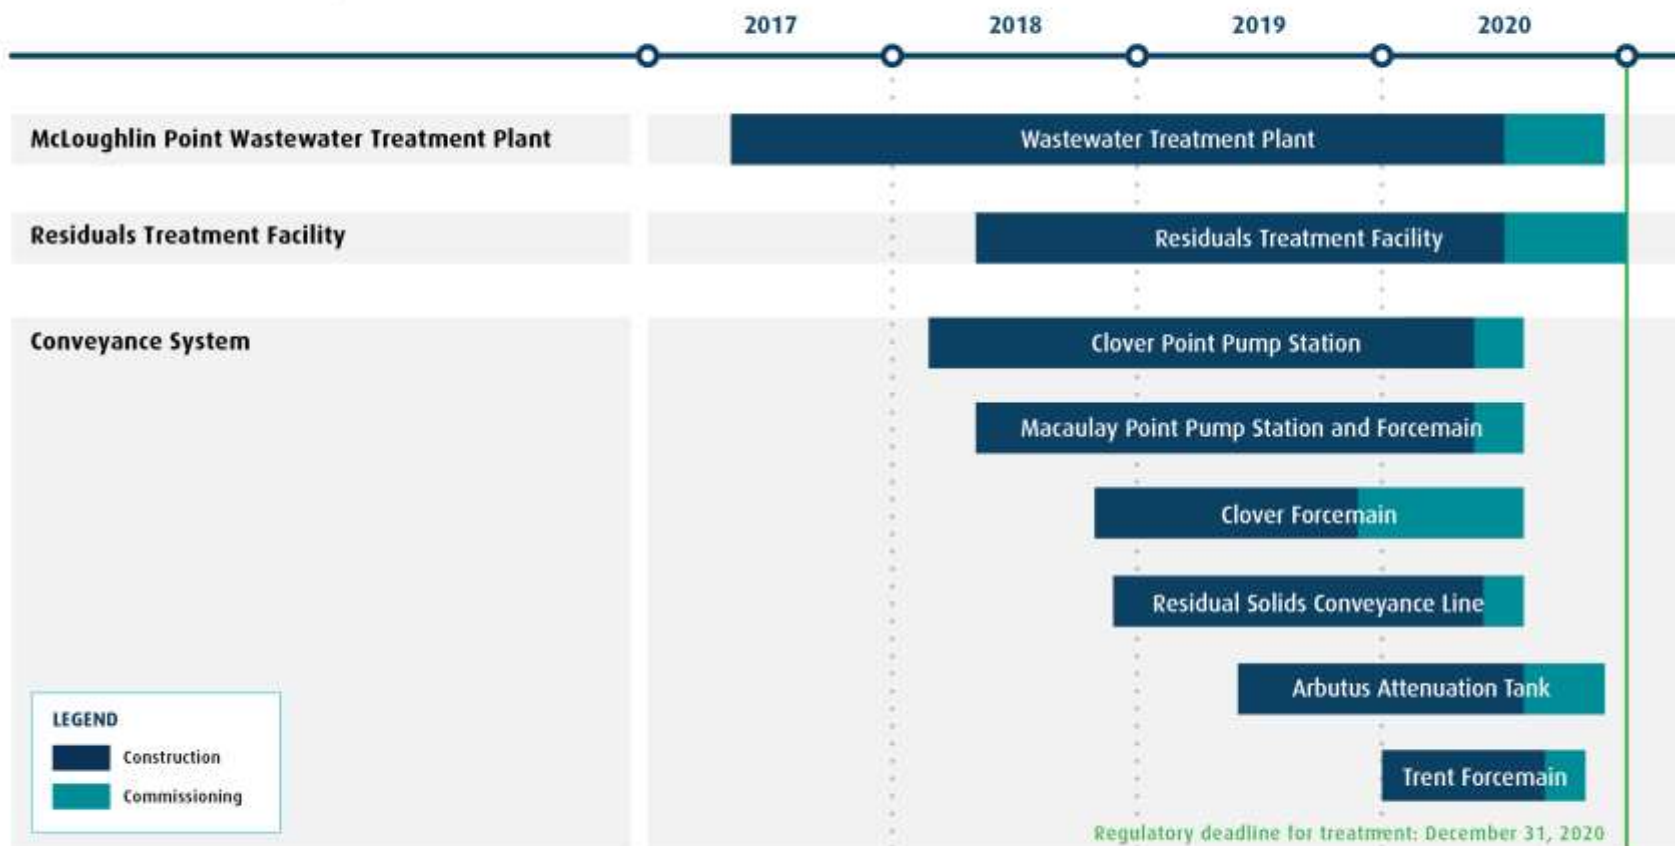 2017 2018 2019 2020
McLoughlin Point Wastewater Treatment Plant
Wastewater Treatment Plant
Residuals Treatment Facility
Residuals Treatment Facility
Conveyance System
Clover Point Pump Station
Macaulay Point Pump Station and Forcemain
Clover Forcemain
Residual Solids Conveyance Line
Arbutus Attenuation Tank
Trent Forcemain
LEGEND
Construction
Commissioning
Regulatory deadline for treatment: December 31, 2020